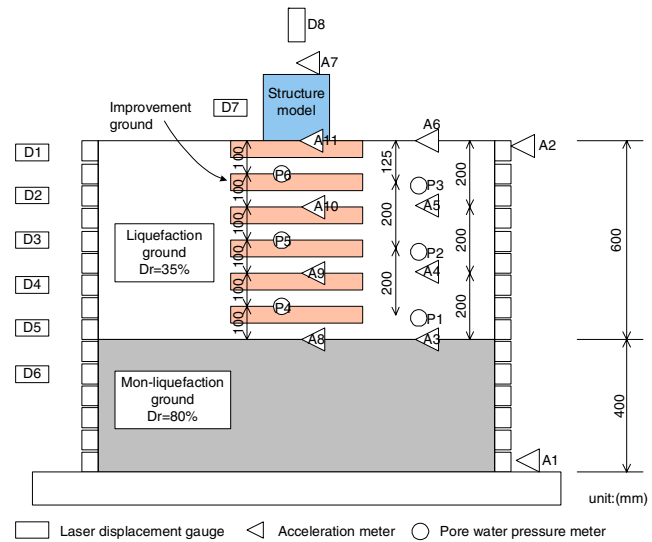 D8
A7
Structure
model
D7
Improvement
ground
A11
A6
A2
D1
D2
D3
D4
D5
D6
100
100
100
100
100
100
P6
A10
P5
A9
P4
A8
125
200
200
P3
A5
P2
A4
P1
A3
200
200
200
600
400
Liquefaction
ground
Dr=35%
Mon-liquefaction
ground
Dr=80%
A1
unit:(mm)
Laser displacement gauge
Acceleration meter
Pore water pressure meter